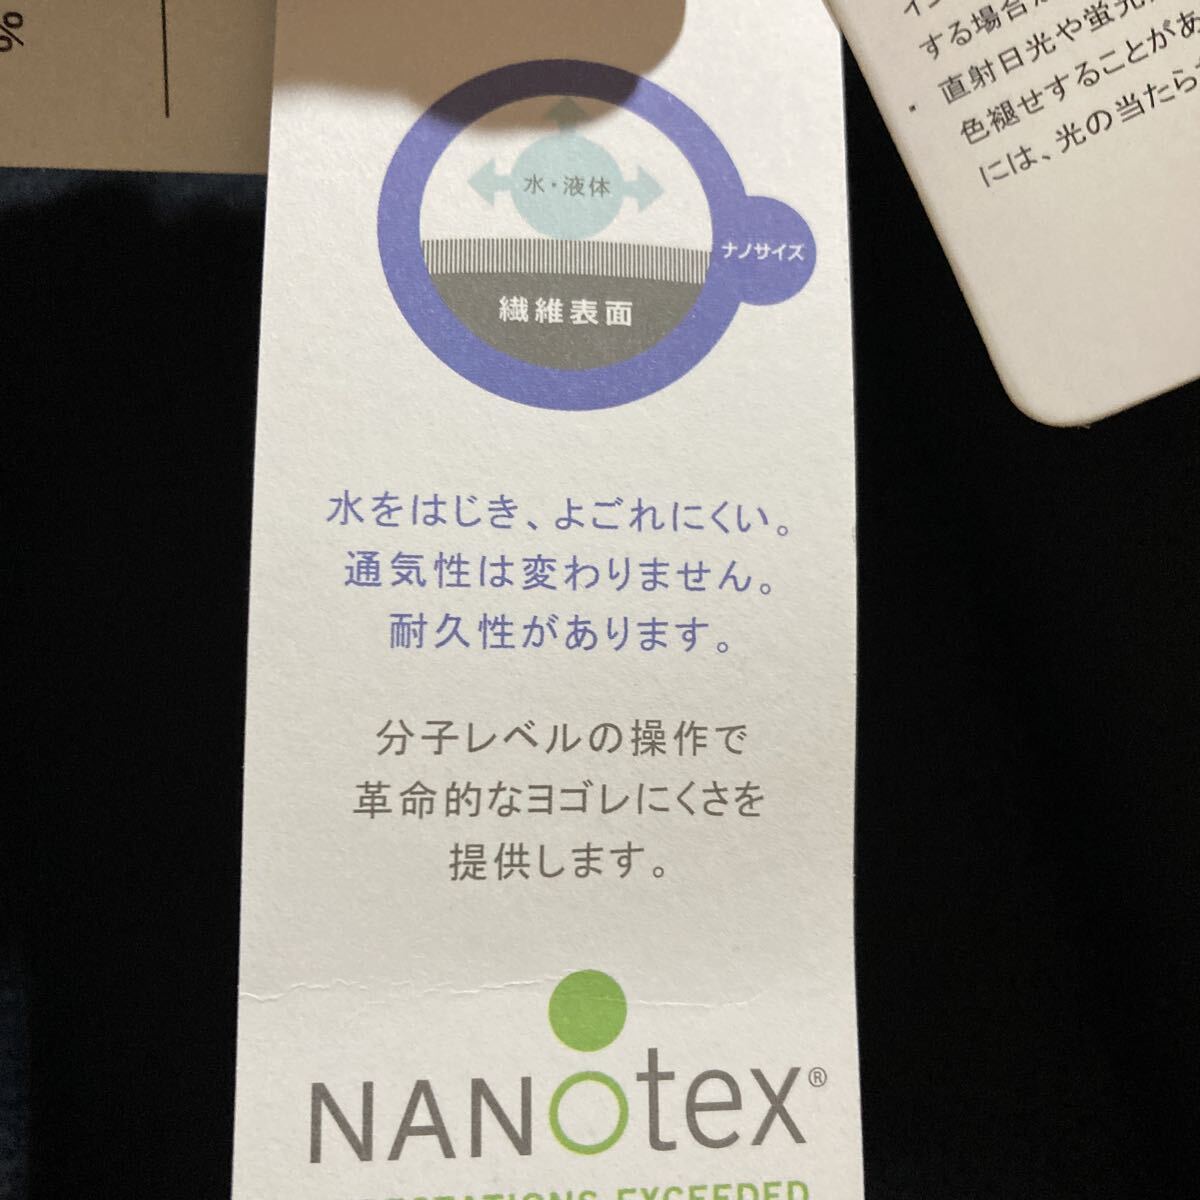 %
水・液体
ナノサイズ
繊維表面
水をはじき、よごれにくい。
通気性は変わりません。
耐久性があります。
分子レベルの操作で
革命的なヨゴレにくさを
提供します。
NANOtex®
EXCEEDED
する場合
・直射日光や蛍光
色褪せすることがあ
には、光の当たら